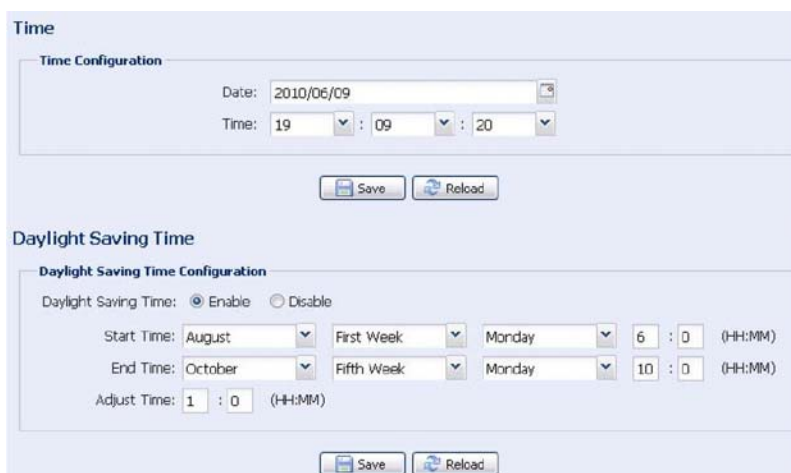 Time
Time Configuration
Date: 2010/06/09
Time: 19 : 09 : 20
Save Reload
Daylight Saving Time
Daylight Saving Time Configuration
Daylight Saving Time: Enable Disable
Start Time: August First Week Monday 6 : 0 (HH:MM)
End Time: October Fifth Week Monday 10 : 0 (HH:MM)
Adjust Time: 1 : 0 (HH:MM)
Save Reload